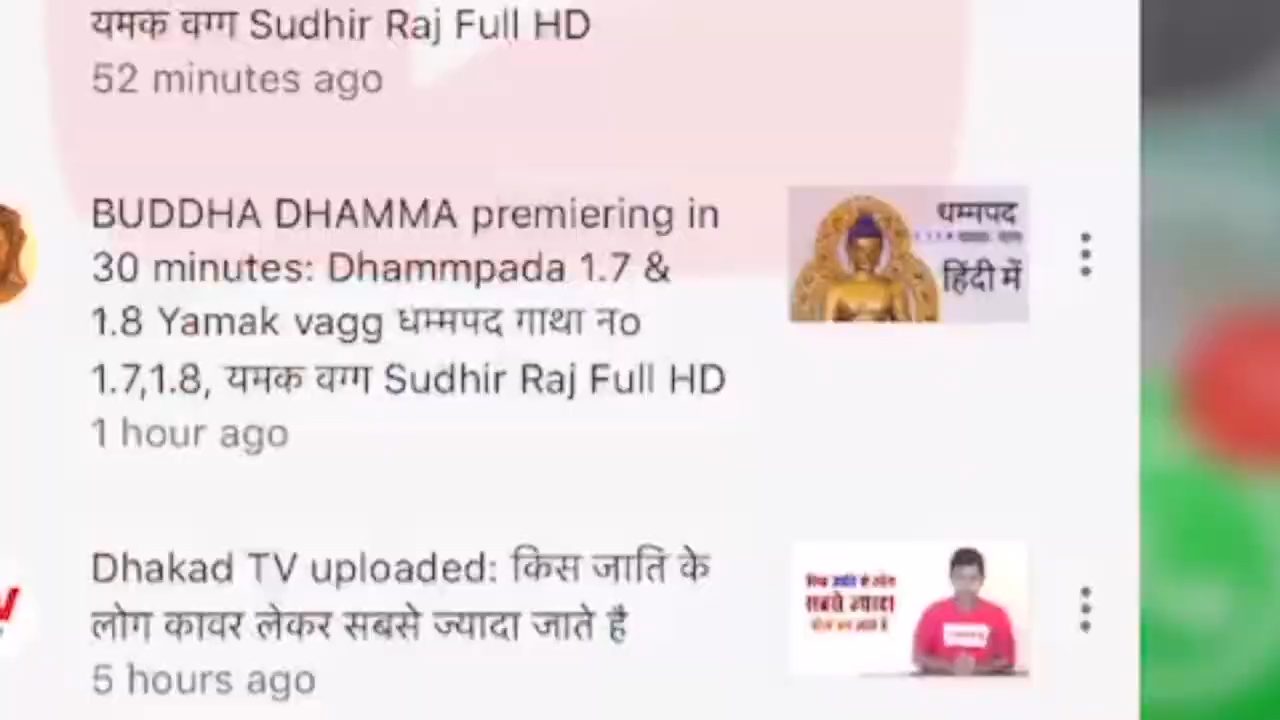 यमक वग्ग Sudhir Raj Full HD
52 minutes ago
BUDDHA DHAMMA premiering in
30 minutes: Dhammpada 1.7 &
1.8 Yamak vagg धम्मपद गाथा नo
1.7,1.8, यमक वग्ग Sudhir Raj Full HD
1 hour ago
धम्मपद
हिंदी में
Dhakad TV uploaded: किस जाति के
लोग कावर लेकर सबसे ज्यादा जाते है
5 hours ago
किस जाति के लोग
सबसे ज्यादा